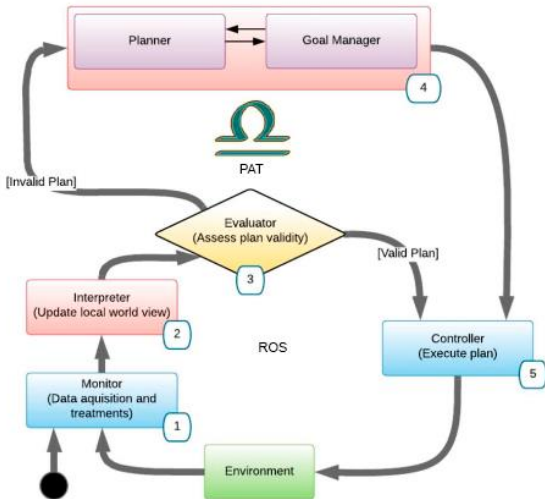 Planner
Goal Manager
4
PAT
[Invalid Plan]
Evaluator
(Assess plan validity)
3
[Valid Plan]
Interpreter
(Update local world view)
2
ROS
Controller
(Execute plan)
5
Monitor
(Data aquisition and
treatments)
1
Environment